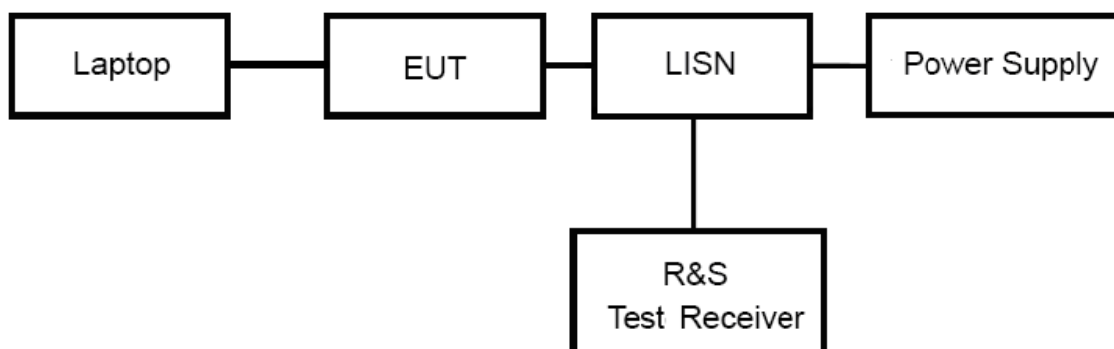 Laptop
EUT
LISN
Power Supply
R&S
Test Receiver